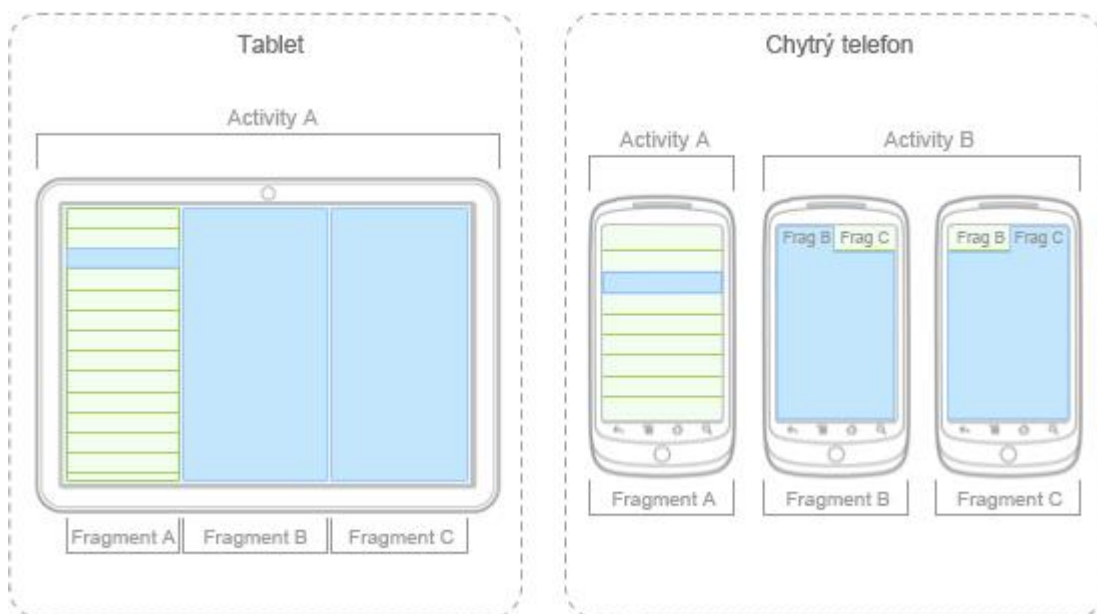 Tablet
Activity A
Fragment A
Fragment B
Fragment C
Chytrý telefon
Activity A
Activity B
Frag B
Frag C
Frag B
Frag C
Fragment A
Fragment B
Fragment C